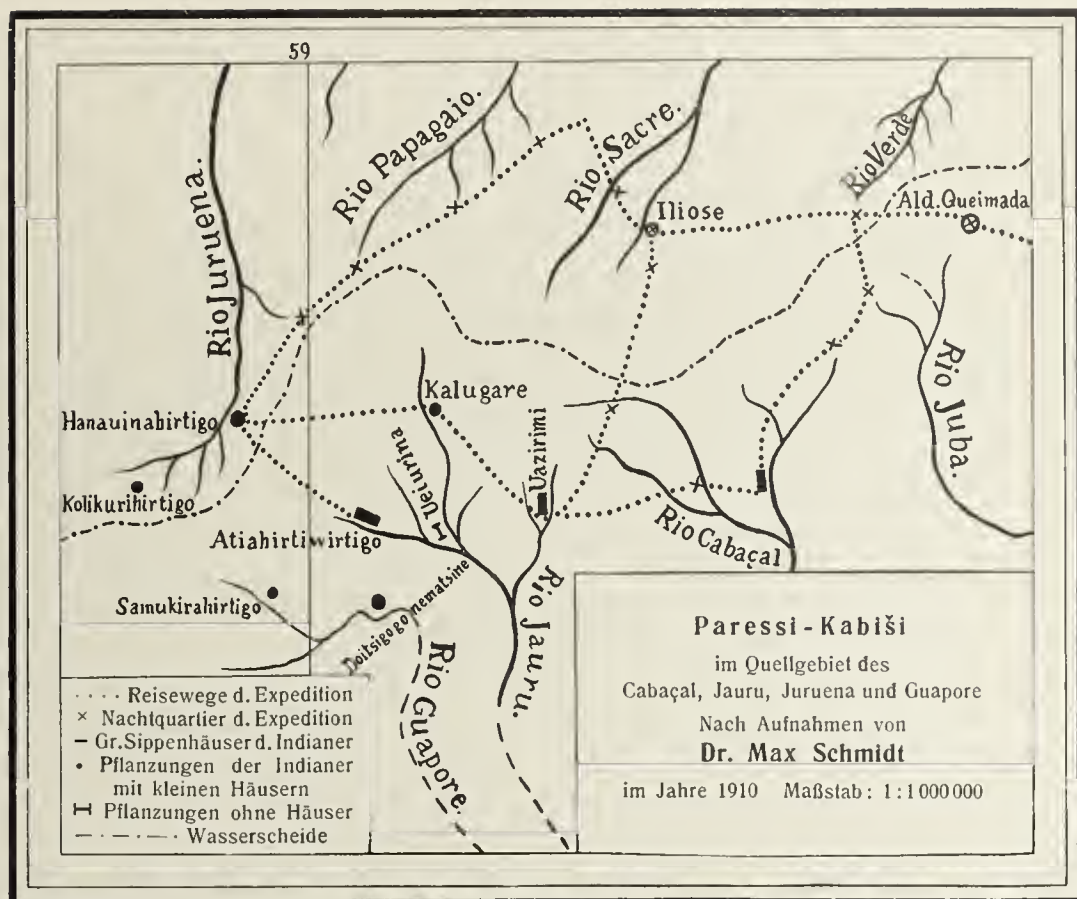 59
Rio Papagaio.
Rio Sacre.
Rio Verde
Ald. Queimada
Iliose
Rio Juruena.
Rio Juba.
Hanauinahirtigo
Kalugare
Uazirimi
Ueiurina
Kolikurihirtigo
Atiahirtiwirtigo
Rio Cabaçal
Samukirahirtigo
Doitsigogonematsine
Rio Jauru.
Rio Guapore.
Paressi-Kabiši
im Quellgebiet des
Cabaçal, Jauru, Juruena und Guapore
Nach Aufnahmen von
Dr. Max Schmidt
im Jahre 1910 Maßstab: 1:1000000
Reisewege d. Expedition
Nachtquartier d. Expedition
Gr. Sippenhäuser d. Indianer
Pflanzungen der Indianer
mit kleinen Häusern
Pflanzungen ohne Häuser
Wasserscheide